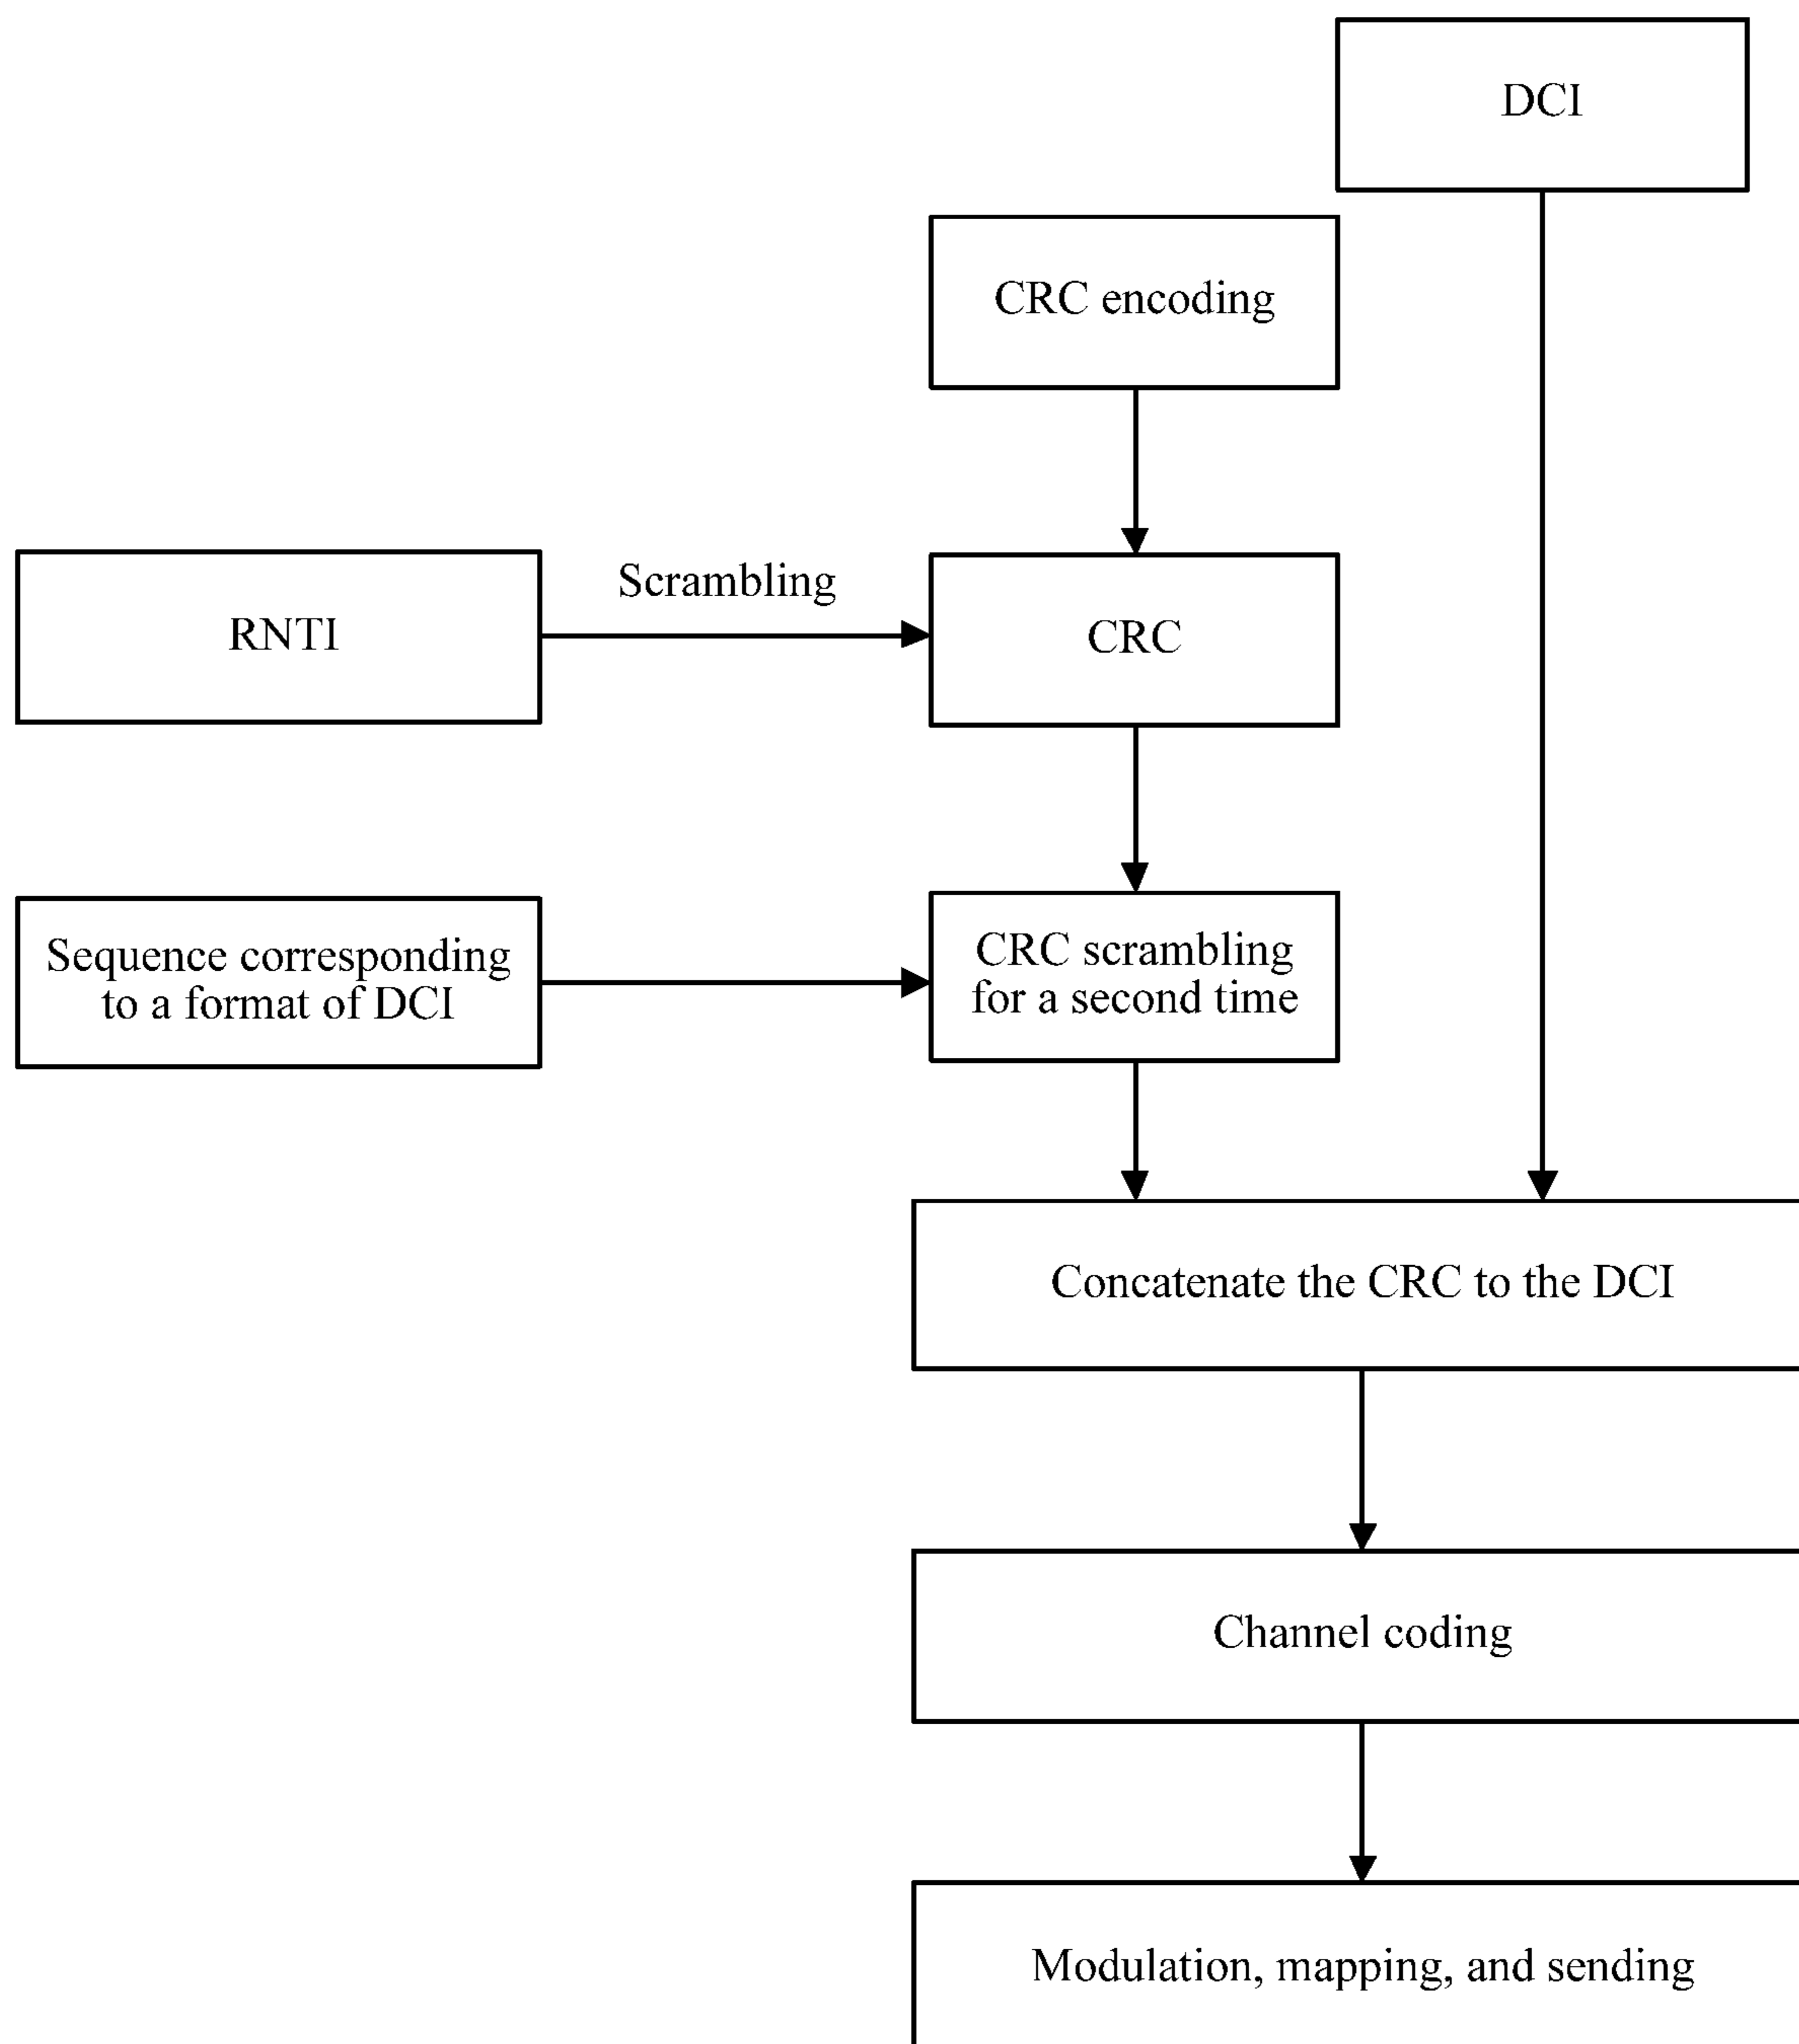 DCI
CRC encoding
Scrambling
RNTI
CRC
Sequence corresponding
to a format of DCI
CRC scrambling
for a second time
Concatenate the CRC to the DCI
Channel coding
Modulation, mapping, and sending